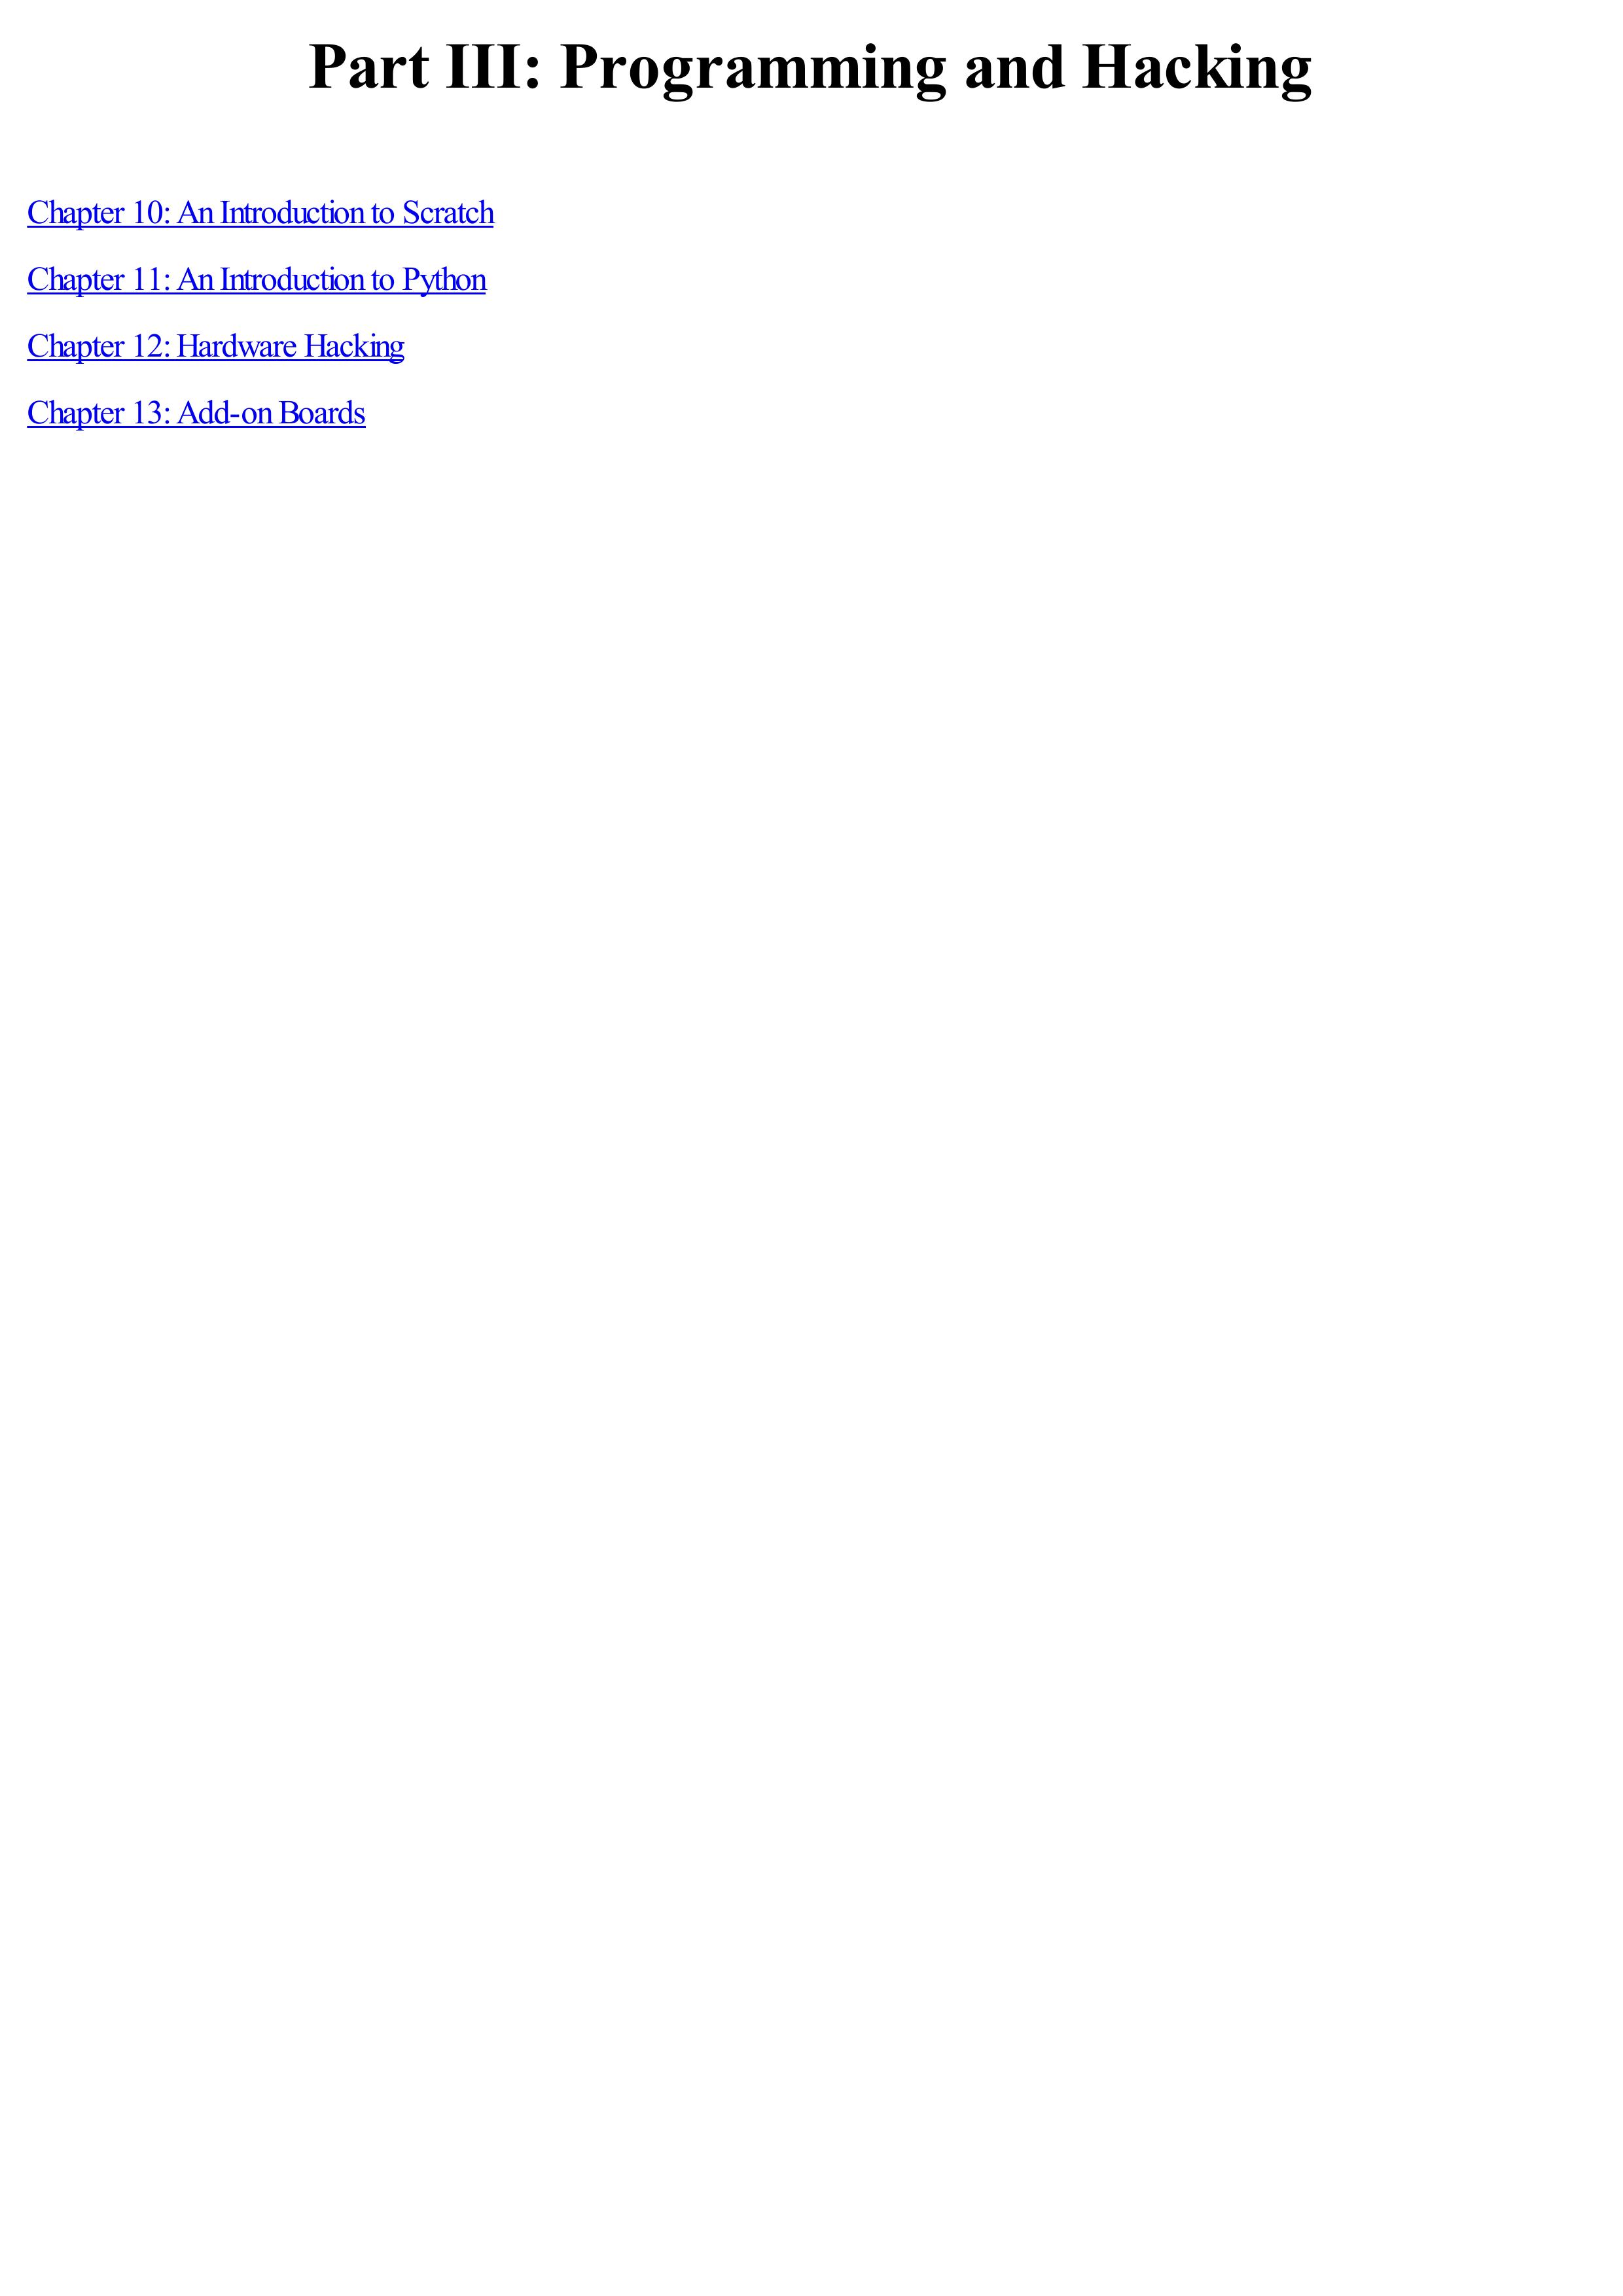 Part III: Programming and Hacking
Chapter 10: An Introduction to Scratch
Chapter 11: An Introduction to Python
Chapter 12: Hardware Hacking
Chapter 13: Add-on Boards